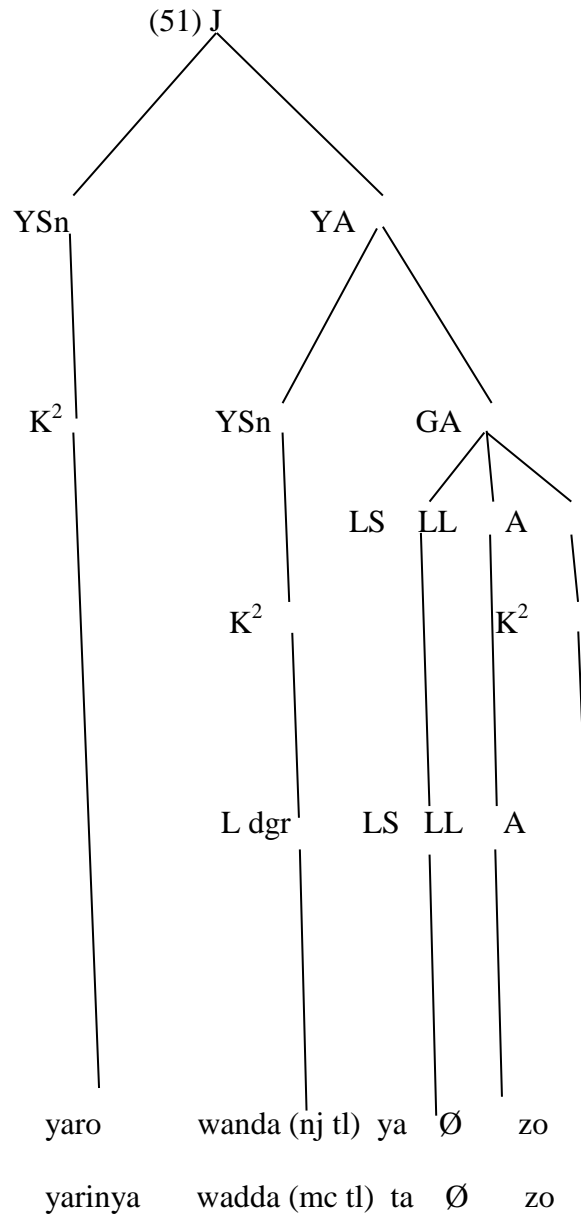 (51) J
YSn YA
K² YSn GA
LS LL A
K² K²
L dgr LS LL A
yaro wanda (nj tl) ya Ø zo
yarinya wadda (mc tl) ta Ø zo